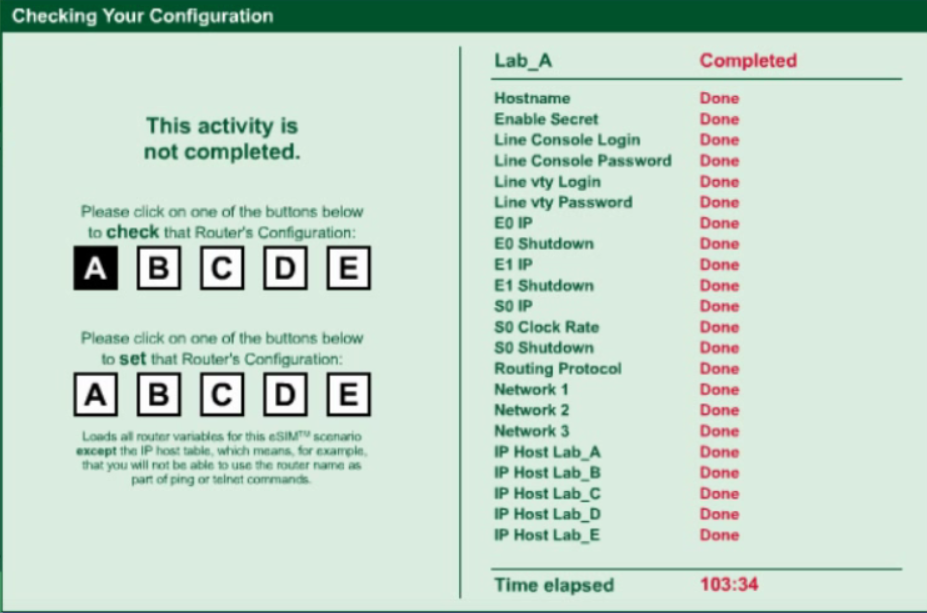 Checking Your Configuration
This activity is
not completed.
Please click on one of the buttons below
to check that Router's Configuration:
A B C D E
Please click on one of the buttons below
to set that Router's Configuration:
A B C D E
Loads all router variables for this eSIM™ scenario
except the IP host table, which means, for example,
that you will not be able to use the router name as
part of ping or telnet commands.
Lab_A Completed
Hostname Done
Enable Secret Done
Line Console Login Done
Line Console Password Done
Line vty Login Done
Line vty Password Done
E0 IP Done
E0 Shutdown Done
E1 IP Done
E1 Shutdown Done
S0 IP Done
S0 Clock Rate Done
S0 Shutdown Done
Routing Protocol Done
Network 1 Done
Network 2 Done
Network 3 Done
IP Host Lab_A Done
IP Host Lab_B Done
IP Host Lab_C Done
IP Host Lab_D Done
IP Host Lab_E Done
Time elapsed 103:34